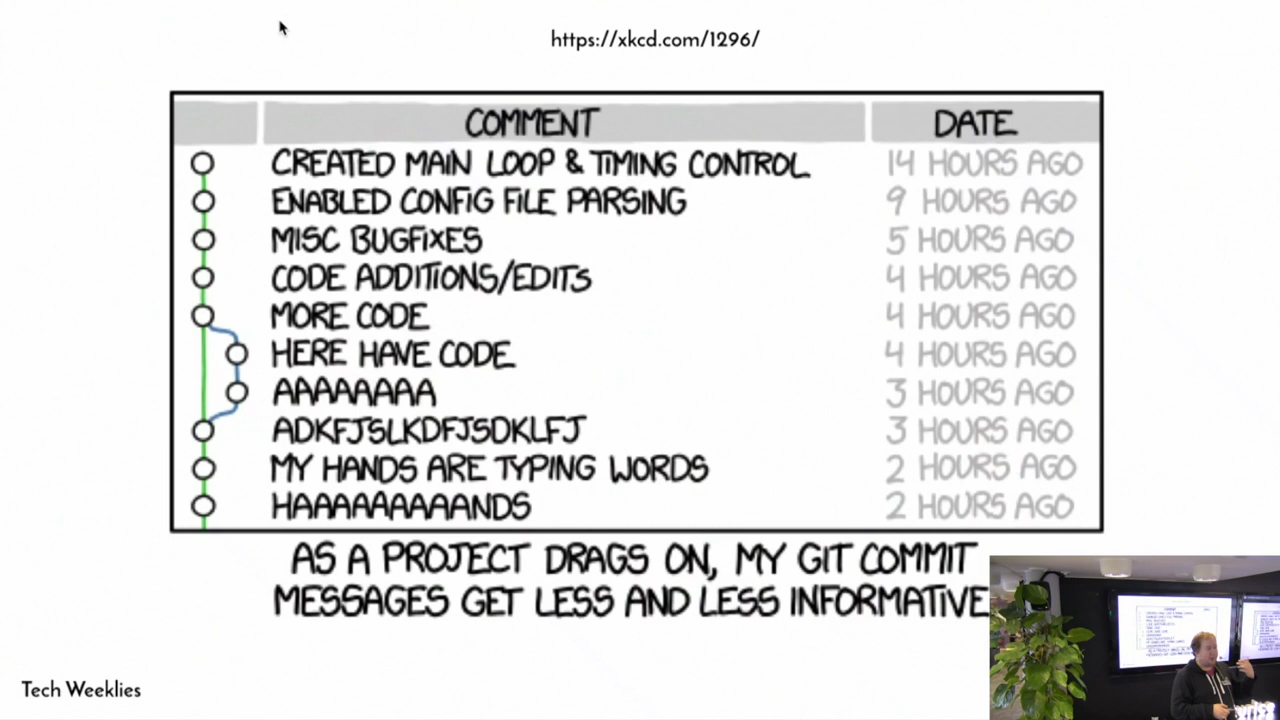 https://xkcd.com/1296/
COMMENT DATE
CREATED MAIN LOOP & TIMING CONTROL 14 HOURS AGO
ENABLED CONFIG FILE PARSING 9 HOURS AGO
MISC BUGFIXES 5 HOURS AGO
CODE ADDITIONS/EDITS 4 HOURS AGO
MORE CODE 4 HOURS AGO
HERE HAVE CODE 4 HOURS AGO
AAAAAAAA 3 HOURS AGO
ADKFJSLKDFJSDKLFJ 3 HOURS AGO
MY HANDS ARE TYPING WORDS 2 HOURS AGO
HAAAAAAAAANDS 2 HOURS AGO
AS A PROJECT DRAGS ON, MY GIT COMMIT
MESSAGES GET LESS AND LESS INFORMATIVE
Tech Weeklies